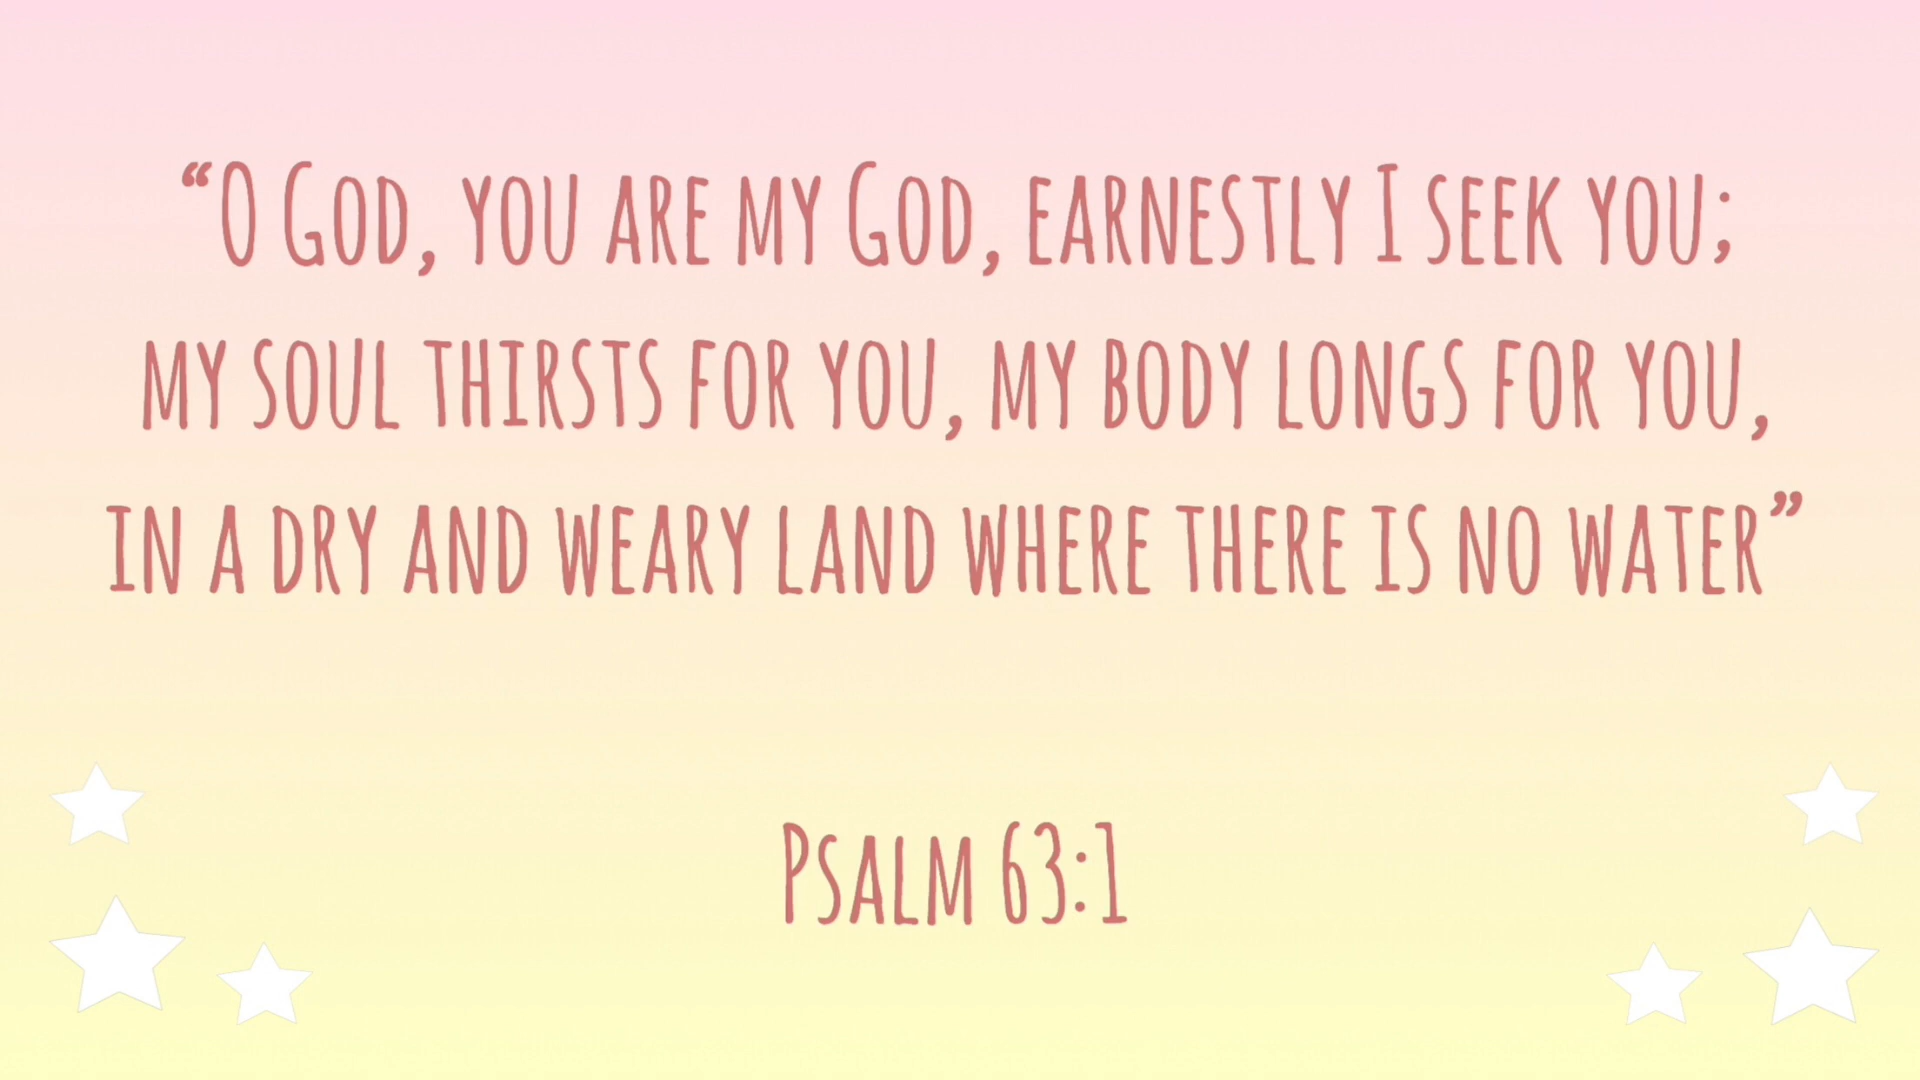 “O God, you are my God, earnestly I seek you;
my soul thirsts for you, my body longs for you,
in a dry and weary land where there is no water”
Psalm 63:1